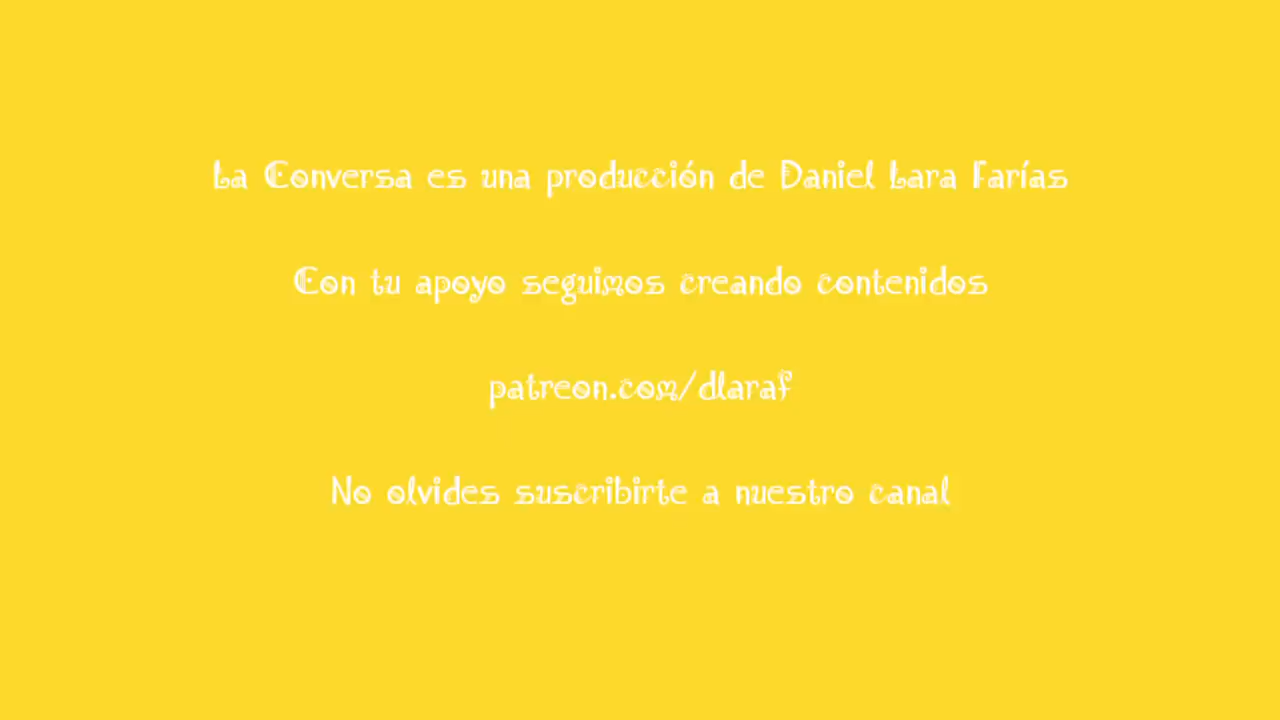 La Conversa es una producción de Daniel Lara Farías
Con tu apoyo seguimos creando contenidos
patreon.com/dlaraf
No olvides suscribirte a nuestro canal